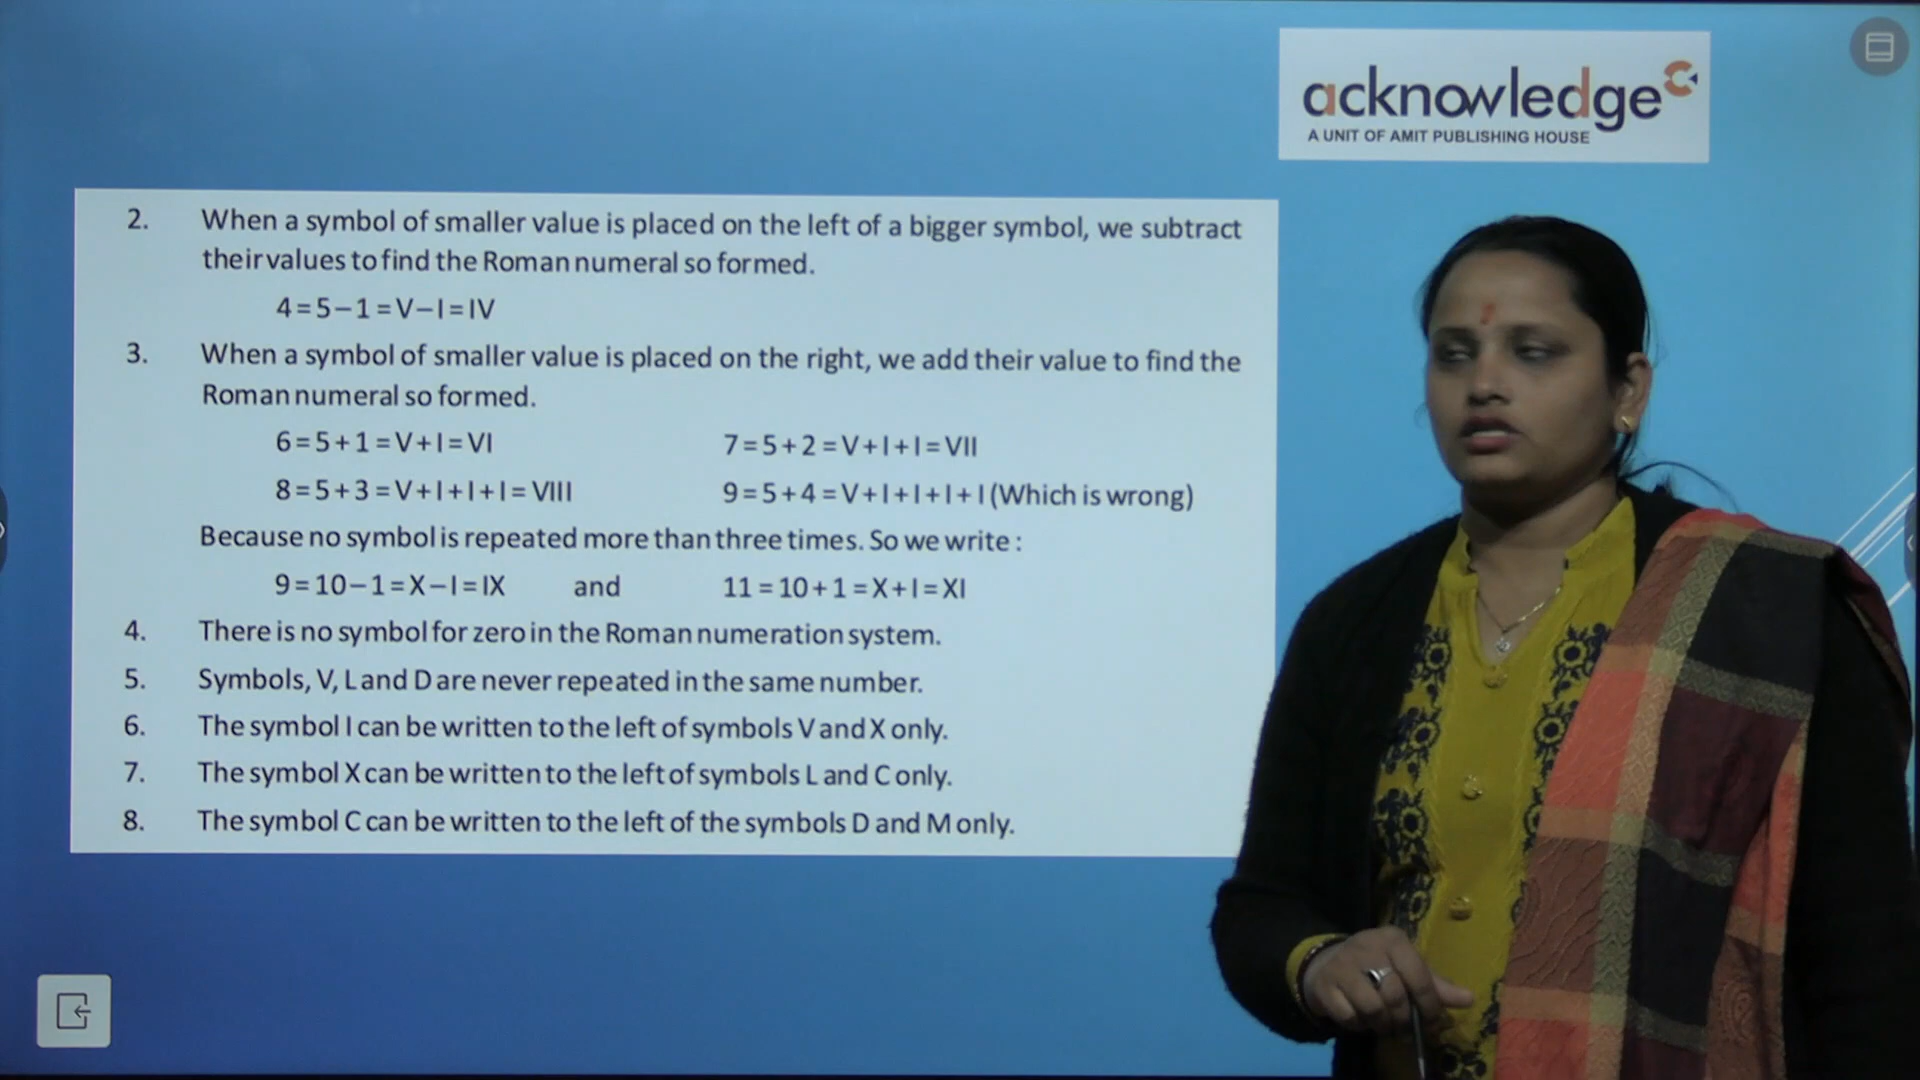 acknowledge
A UNIT OF AMIT PUBLISHING HOUSE
2. When a symbol of smaller value is placed on the left of a bigger symbol, we subtract
their values to find the Roman numeral so formed.
4=5−1=V−I=IV
3. When a symbol of smaller value is placed on the right, we add their value to find the
Roman numeral so formed.
6=5+1=V+I=VI 7=5+2=V+I+I=VII
8=5+3=V+I+I+I=VIII 9=5+4=V+I+I+I+I (Which is wrong)
Because no symbol is repeated more than three times. So we write :
9=10−1=X−I=IX and 11=10+1=X+I=XI
4. There is no symbol for zero in the Roman numeration system.
5. Symbols, V, L and D are never repeated in the same number.
6. The symbol I can be written to the left of symbols V and X only.
7. The symbol X can be written to the left of symbols L and C only.
8. The symbol C can be written to the left of the symbols D and M only.